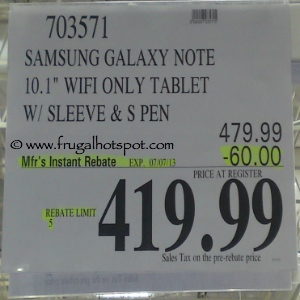 703571
SAMSUNG GALAXY NOTE
10.1" WIFI ONLY TABLET
W/ SLEEVE & S PEN
479.99
www.frugalhotspot.com
Mfr's Instant Rebate EXP. 07/07/13 -60.00
PRICE AT REGISTER
REBATE LIMIT
5
419.99
Sales Tax on the pre-rebate price